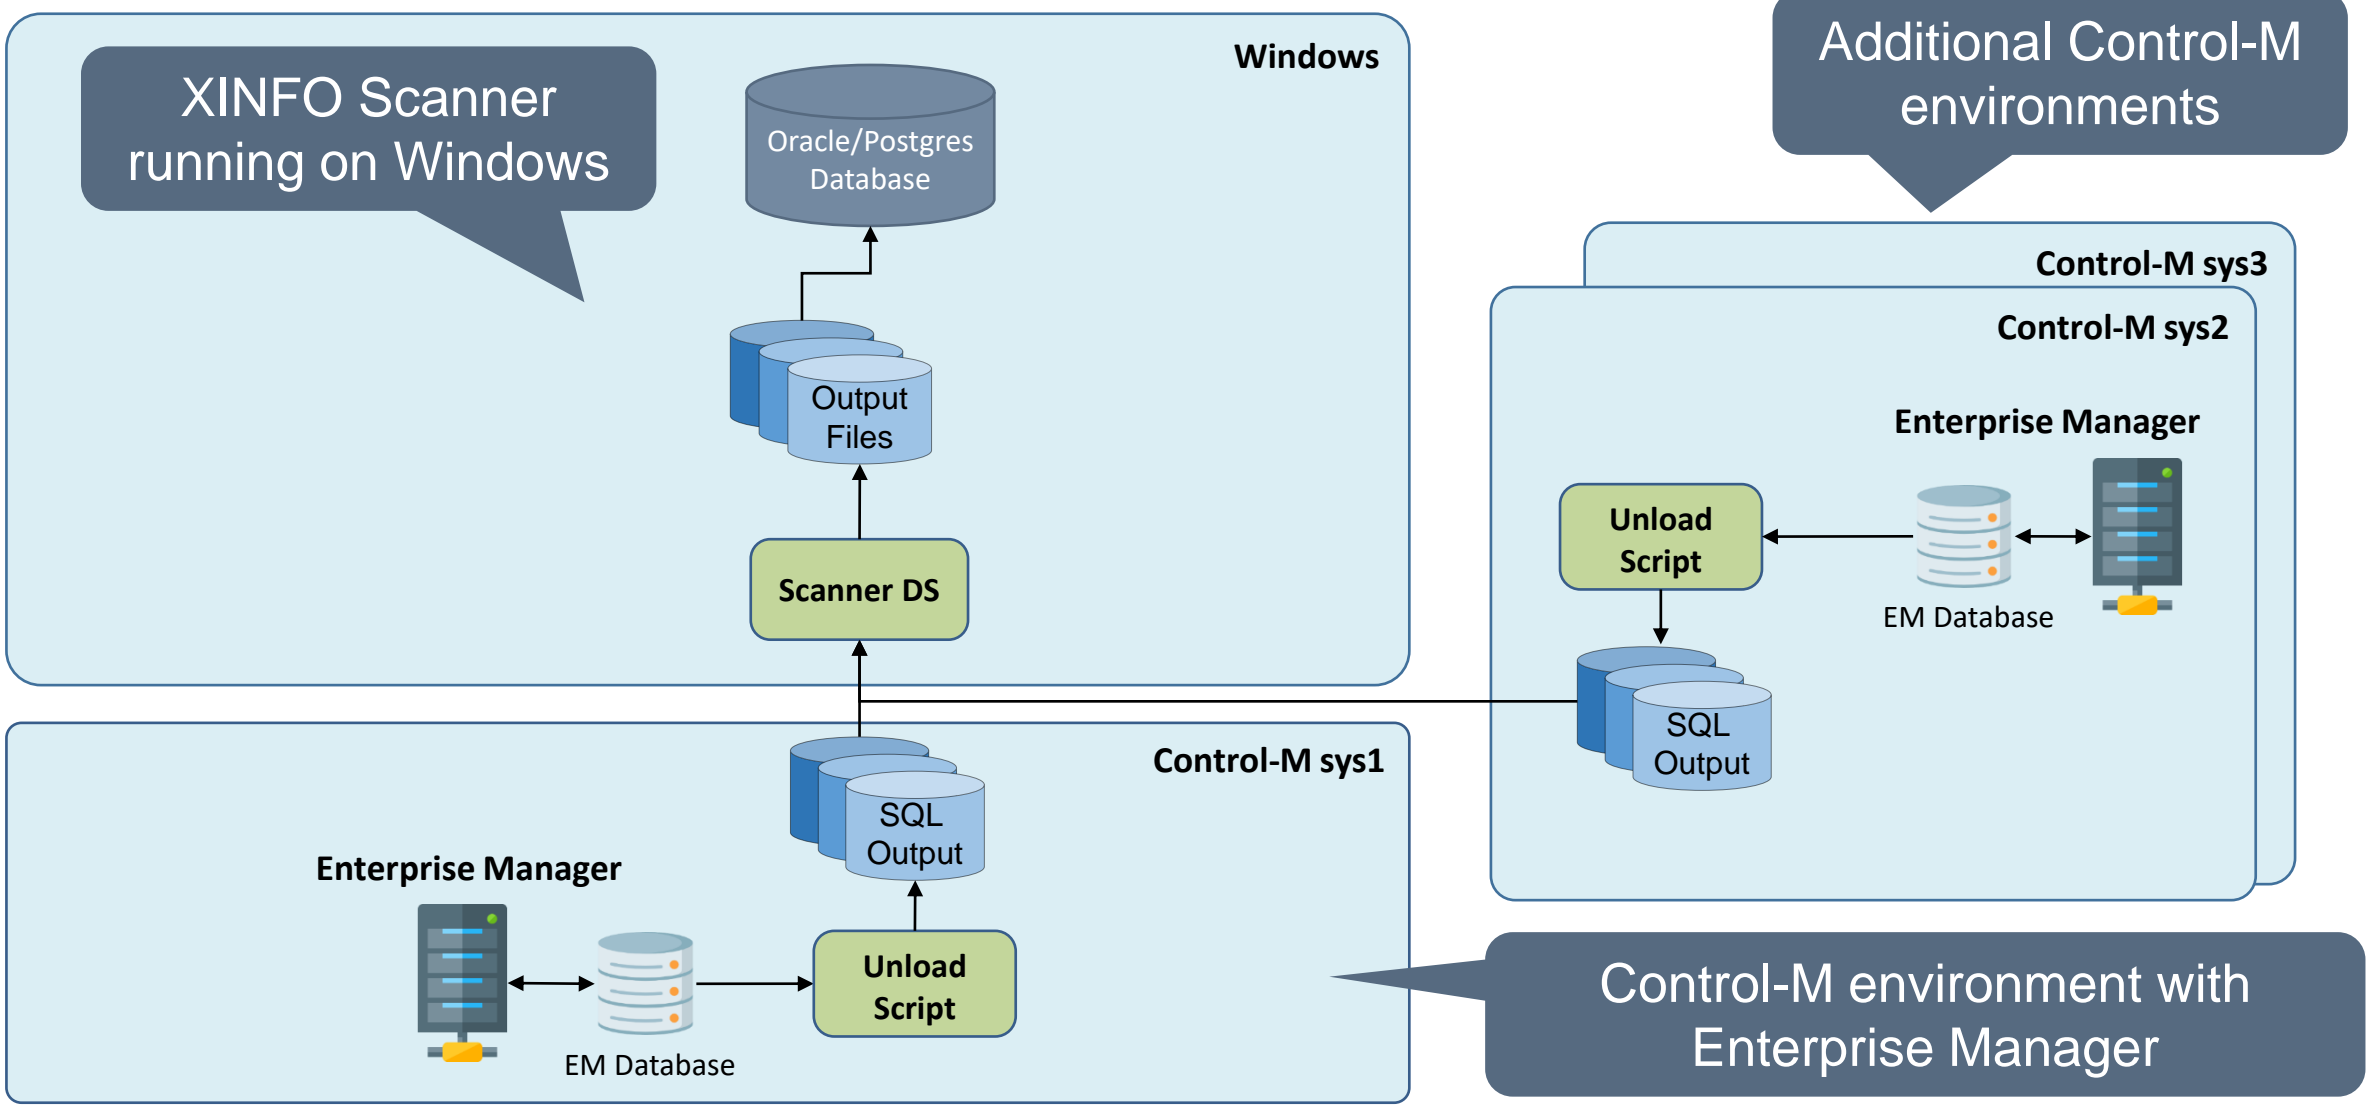 Windows
XINFO Scanner
running on Windows
Oracle/Postgres
Database
Output
Files
Scanner DS
Additional Control-M
environments
Control-M sys3
Control-M sys2
Enterprise Manager
Unload
Script
EM Database
SQL
Output
Control-M sys1
SQL
Output
Enterprise Manager
Unload
Script
EM Database
Control-M environment with
Enterprise Manager